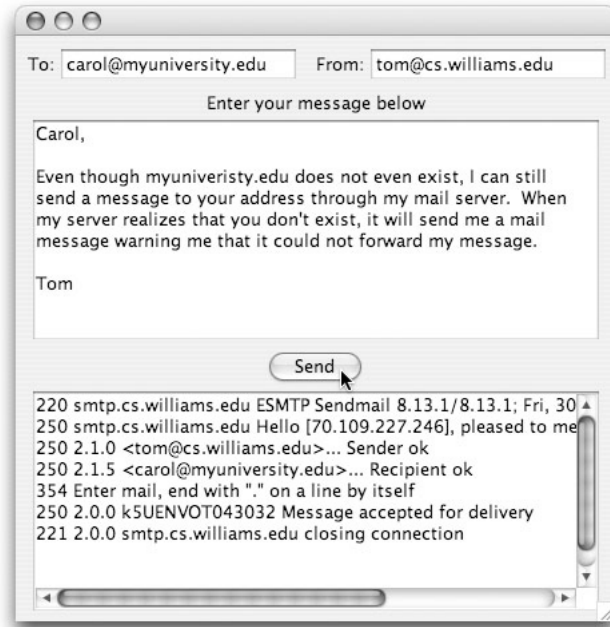 To: carol@myuniversity.edu From: tom@cs.williams.edu
Enter your message below
Carol,
Even though myuniveristy.edu does not even exist, I can still
send a message to your address through my mail server. When
my server realizes that you don't exist, it will send me a mail
message warning me that it could not forward my message.
Tom
Send
220 smtp.cs.williams.edu ESMTP Sendmail 8.13.1/8.13.1; Fri, 30
250 smtp.cs.williams.edu Hello [70.109.227.246], pleased to me
250 2.1.0 <tom@cs.williams.edu>... Sender ok
250 2.1.5 <carol@myuniversity.edu>... Recipient ok
354 Enter mail, end with "." on a line by itself
250 2.0.0 k5UENVOT043032 Message accepted for delivery
221 2.0.0 smtp.cs.williams.edu closing connection